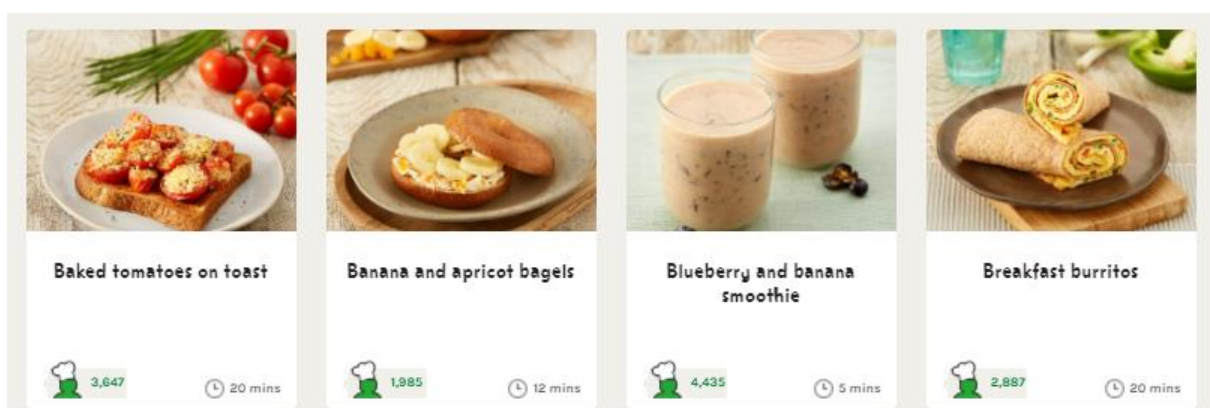 Baked tomatoes on toast
3,647
20 mins
Banana and apricot bagels
1,985
12 mins
Blueberry and banana
smoothie
4,435
5 mins
Breakfast burritos
2,887
20 mins